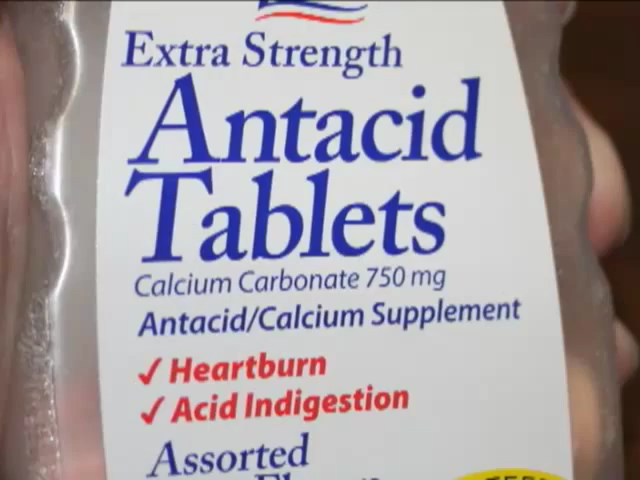 Extra Strength
Antacid
Tablets
Calcium Carbonate 750 mg
Antacid/Calcium Supplement
✓ Heartburn
✓ Acid Indigestion
Assorted